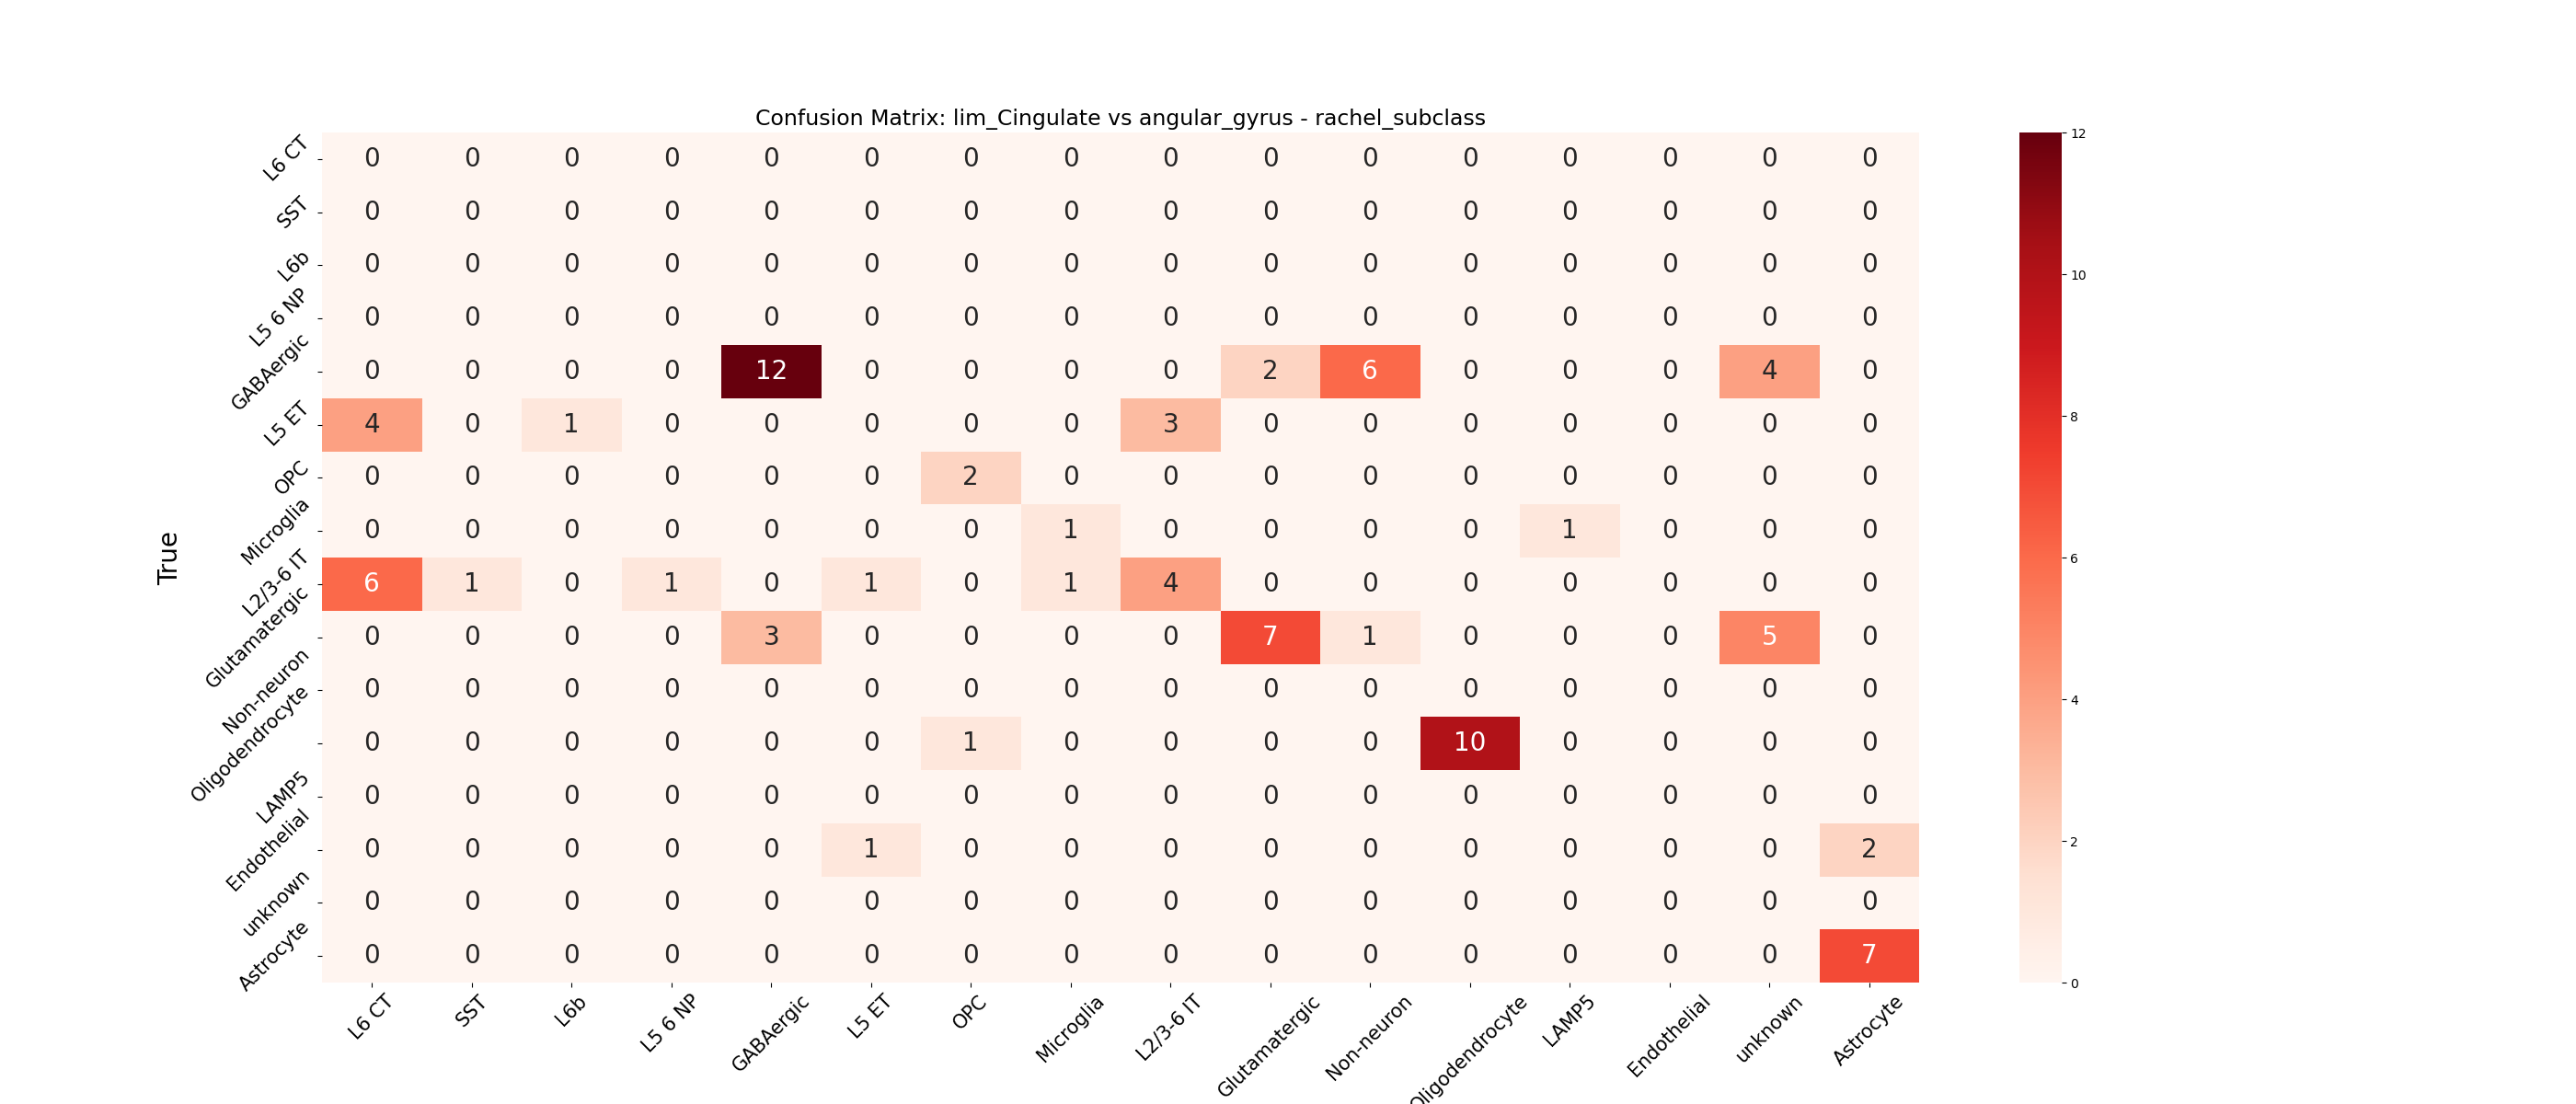 Confusion Matrix: lim_Cingulate vs angular_gyrus - rachel_subclass
True
L6 CT 0 0 0 0 0 0 0 0 0 0 0 0 0 0 0 0
SST 0 0 0 0 0 0 0 0 0 0 0 0 0 0 0 0
L6b 0 0 0 0 0 0 0 0 0 0 0 0 0 0 0 0
L5 6 NP 0 0 0 0 0 0 0 0 0 0 0 0 0 0 0 0
GABAergic 0 0 0 0 12 0 0 0 0 2 6 0 0 0 4 0
L5 ET 4 0 1 0 0 0 0 0 3 0 0 0 0 0 0 0
OPC 0 0 0 0 0 0 2 0 0 0 0 0 0 0 0 0
Microglia 0 0 0 0 0 0 0 1 0 0 0 0 1 0 0 0
L2/3-6 IT 6 1 0 1 0 1 0 1 4 0 0 0 0 0 0 0
Glutamatergic 0 0 0 0 3 0 0 0 0 7 1 0 0 0 5 0
Non-neuron 0 0 0 0 0 0 0 0 0 0 0 0 0 0 0 0
Oligodendrocyte 0 0 0 0 0 0 1 0 0 0 0 10 0 0 0 0
LAMP5 0 0 0 0 0 0 0 0 0 0 0 0 0 0 0 0
Endothelial 0 0 0 0 0 1 0 0 0 0 0 0 0 0 0 2
unknown 0 0 0 0 0 0 0 0 0 0 0 0 0 0 0 0
Astrocyte 0 0 0 0 0 0 0 0 0 0 0 0 0 0 0 7
L6 CT SST L6b L5 6 NP GABAergic L5 ET OPC Microglia L2/3-6 IT Glutamatergic Non-neuron Oligodendrocyte LAMP5 Endothelial unknown Astrocyte
12
10
8
6
4
2
0